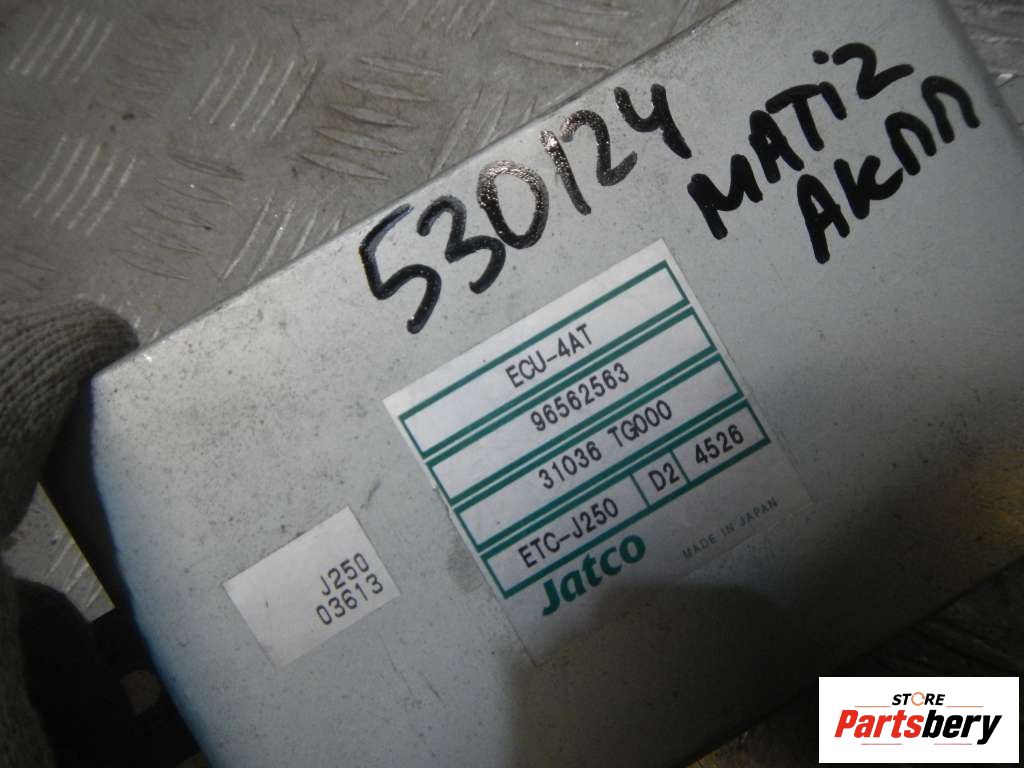 530124
MATiZ
АКПП
ECU-4AT
96562563
31036 TG000
ETC-J250 D2 4526
Jatco MADE IN JAPAN
J250
03613
STORE
Partsbery